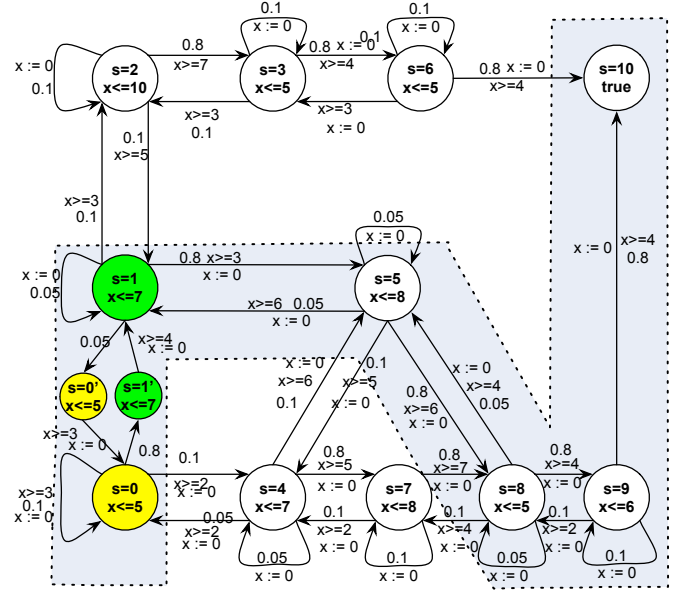 0.1
x := 0
0.1
x := 0
x := 0
0.1
s=2
x<=10
0.8
x>=7
s=3
x<=5
0.8
x := 0
0.1
x>=4
s=6
x<=5
0.8 x := 0
x>=4
s=10
true
x>=3
0.1
x>=3
x := 0
0.1
x>=5
x>=3
0.1
0.05
x := 0
x := 0
0.05
s=1
x<=7
0.8 x>=3
x := 0
s=5
x<=8
x := 0
x>=4
0.8
x>=6 0.05
x := 0
0.05
x>=4
x := 0
s=0'
x<=5
s=1'
x<=7
x := 0
x>=6
0.1
0.1
x>=5
x := 0
0.8
x>=6
x := 0
x := 0
x>=4
0.05
x>=3
x := 0
0.8
x>=3
0.1
x := 0
s=0
x<=5
0.1
x>=2
x := 0
s=4
x<=7
0.8
x>=5
x := 0
s=7
x<=8
0.8
x>=7
x := 0
s=8
x<=5
0.8
x>=4
x := 0
s=9
x<=6
0.05
x>=2
x := 0
0.1
x>=2
x := 0
0.1
x>=4
x := 0
0.1
x>=2
x := 0
0.05
x := 0
0.1
x := 0
0.05
x := 0
0.1
x := 0